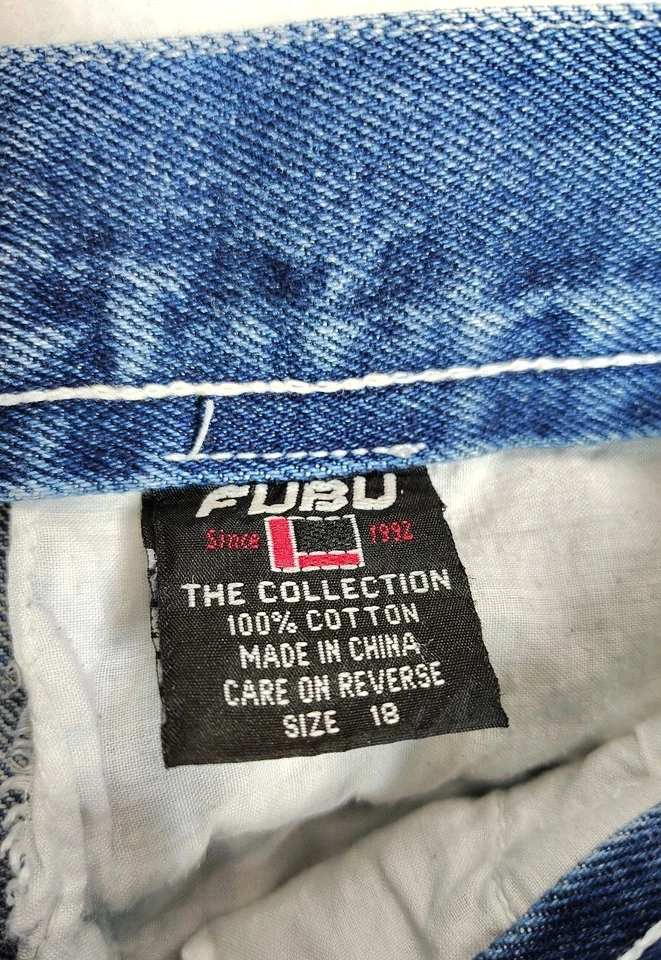 FUBU
Since 1992
THE COLLECTION
100% COTTON
MADE IN CHINA
CARE ON REVERSE
SIZE 18